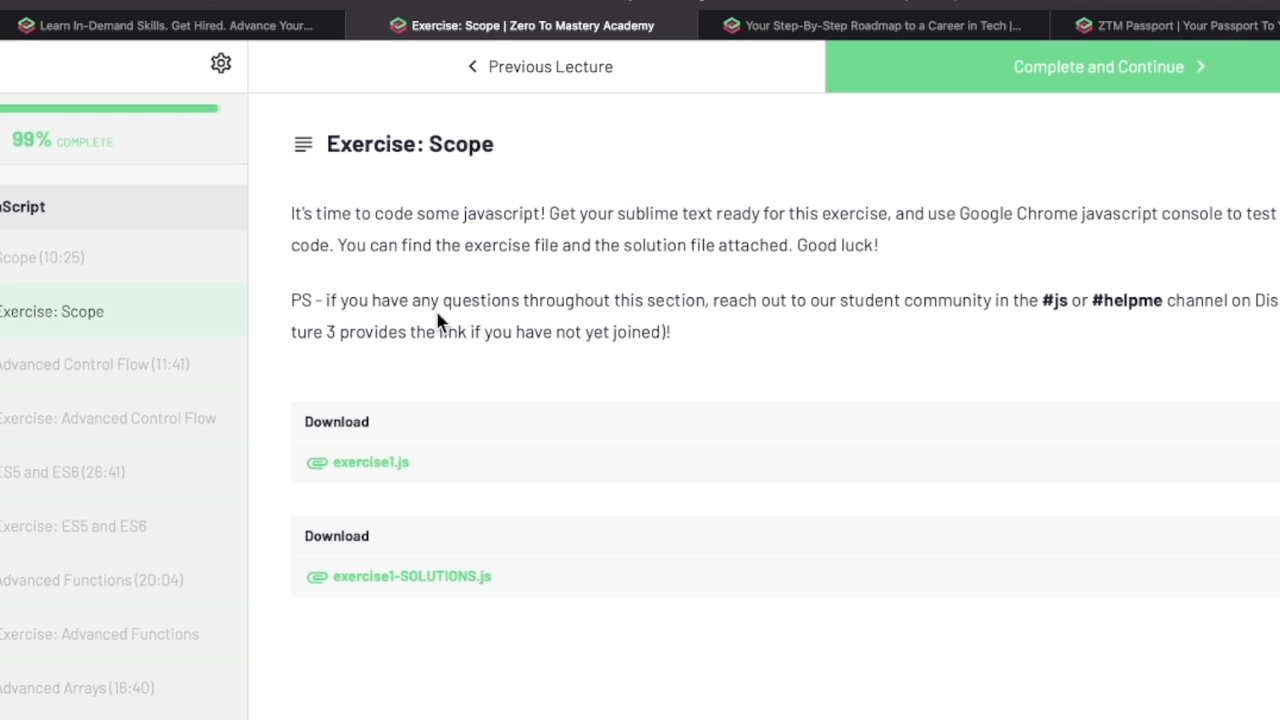 Learn In-Demand Skills. Get Hired. Advance Your...
Exercise: Scope | Zero To Mastery Academy
Your Step-By-Step Roadmap to a Career in Tech |...
ZTM Passport | Your Passport To
Previous Lecture
Complete and Continue
99% COMPLETE
Script
Scope (10:25)
Exercise: Scope
Advanced Control Flow (11:41)
Exercise: Advanced Control Flow
ES5 and ES6 (26:41)
Exercise: ES5 and ES6
Advanced Functions (20:04)
Exercise: Advanced Functions
Advanced Arrays (16:40)
Exercise: Scope
It's time to code some javascript! Get your sublime text ready for this exercise, and use Google Chrome javascript console to test
code. You can find the exercise file and the solution file attached. Good luck!
PS - if you have any questions throughout this section, reach out to our student community in the #js or #helpme channel on Dis
ture 3 provides the link if you have not yet joined)!
Download
exercise1.js
Download
exercise1-SOLUTIONS.js